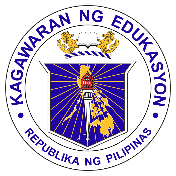 KAGAWARAN NG EDUKASYON
REPUBLIKA NG PILIPINAS